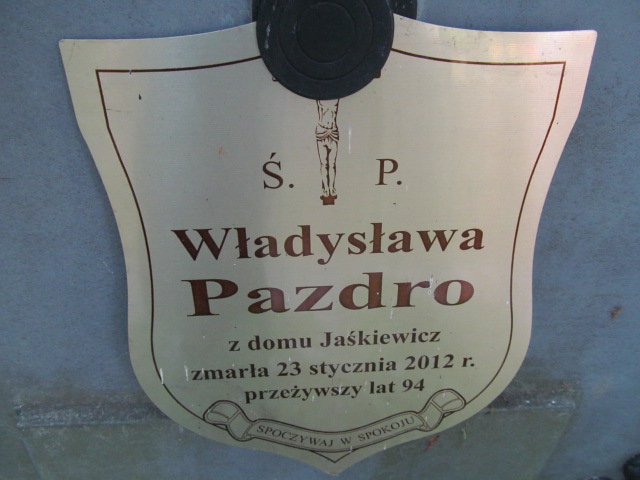 Ś. P.
Władysława
Pazdro
z domu Jaśkiewicz
zmarła 23 stycznia 2012 r.
przeżywszy lat 94
SPOCZYWAJ W SPOKOJU